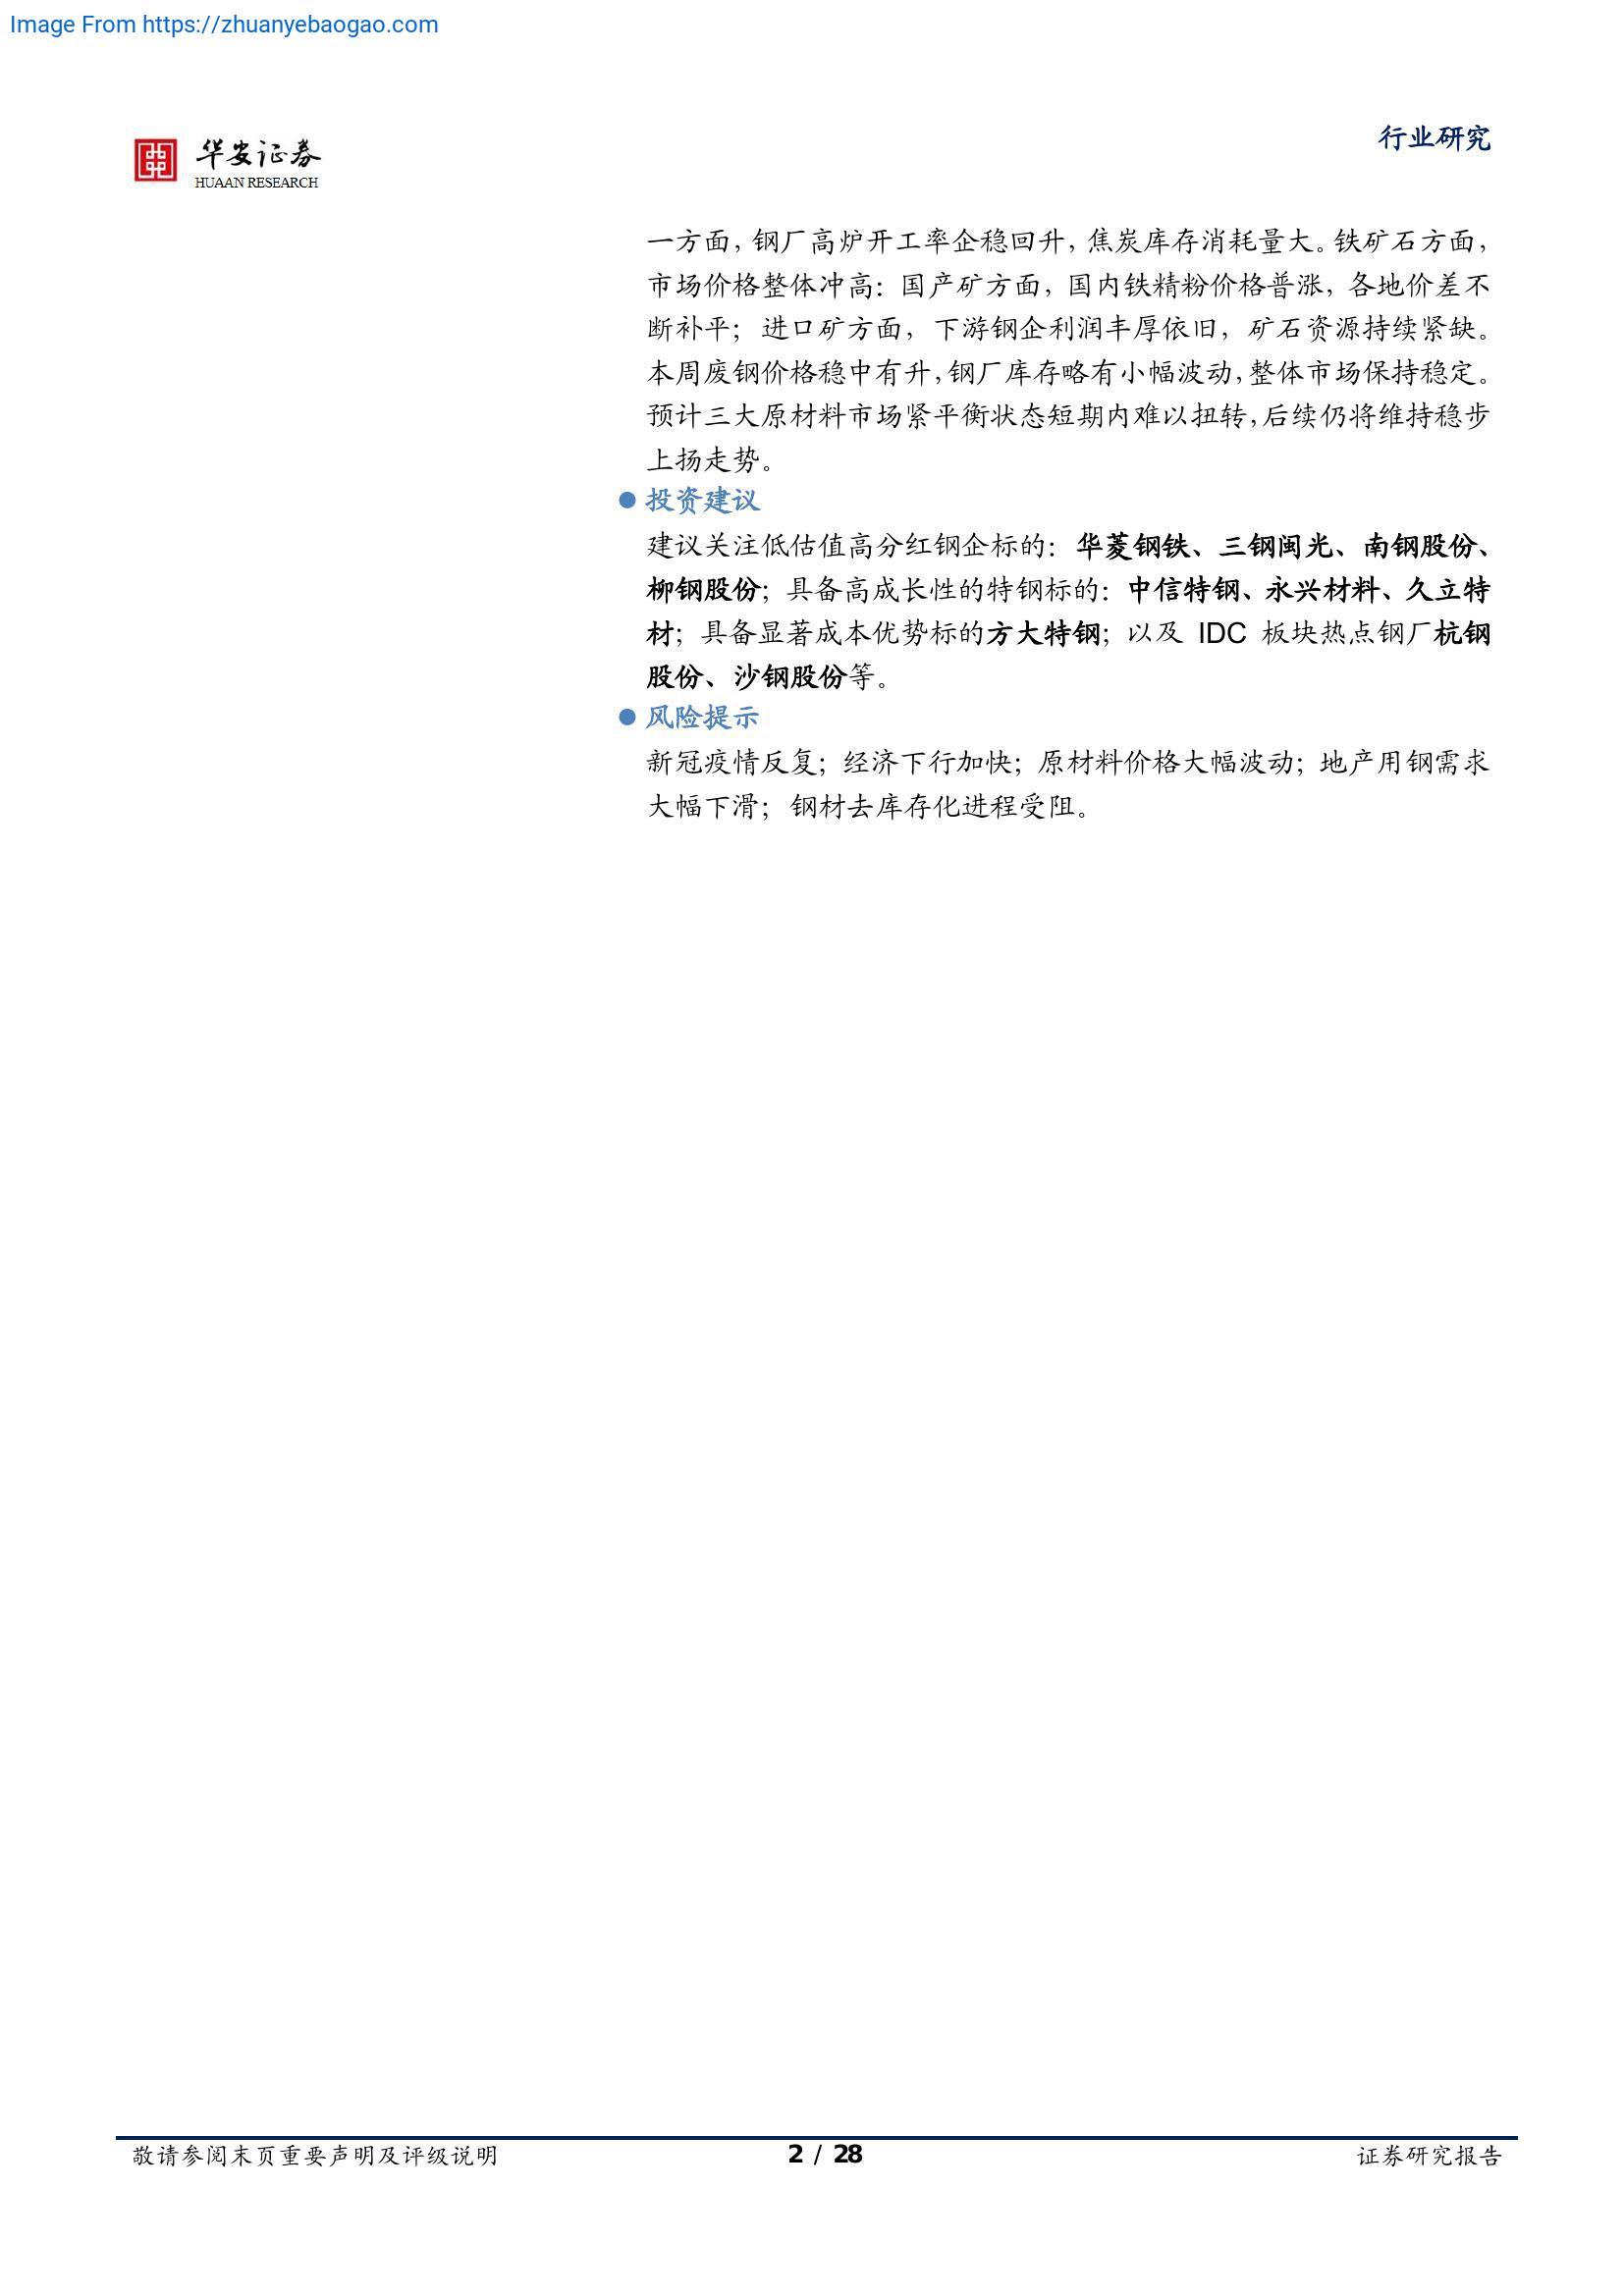 Image From https://zhuanyebaogao.com
行业研究
华安证券
HUAAN RESEARCH
一方面，钢厂高炉开工率企稳回升，焦炭库存消耗量大。铁矿石方面，
市场价格整体冲高：国产矿方面，国内铁精粉价格普涨，各地价差不
断补平；进口矿方面，下游钢企利润丰厚依旧，矿石资源持续紧缺。
本周废钢价格稳中有升，钢厂库存略有小幅波动，整体市场保持稳定。
预计三大原材料市场紧平衡状态短期内难以扭转，后续仍将维持稳步
上扬走势。
● 投资建议
建议关注低估值高分红钢企标的：华菱钢铁、三钢闽光、南钢股份、
柳钢股份；具备高成长性的特钢标的：中信特钢、永兴材料、久立特
材；具备显著成本优势标的方大特钢；以及 IDC 板块热点钢厂杭钢
股份、沙钢股份等。
● 风险提示
新冠疫情反复；经济下行加快；原材料价格大幅波动；地产用钢需求
大幅下滑；钢材去库存化进程受阻。
敬请参阅末页重要声明及评级说明
2 / 28
证券研究报告